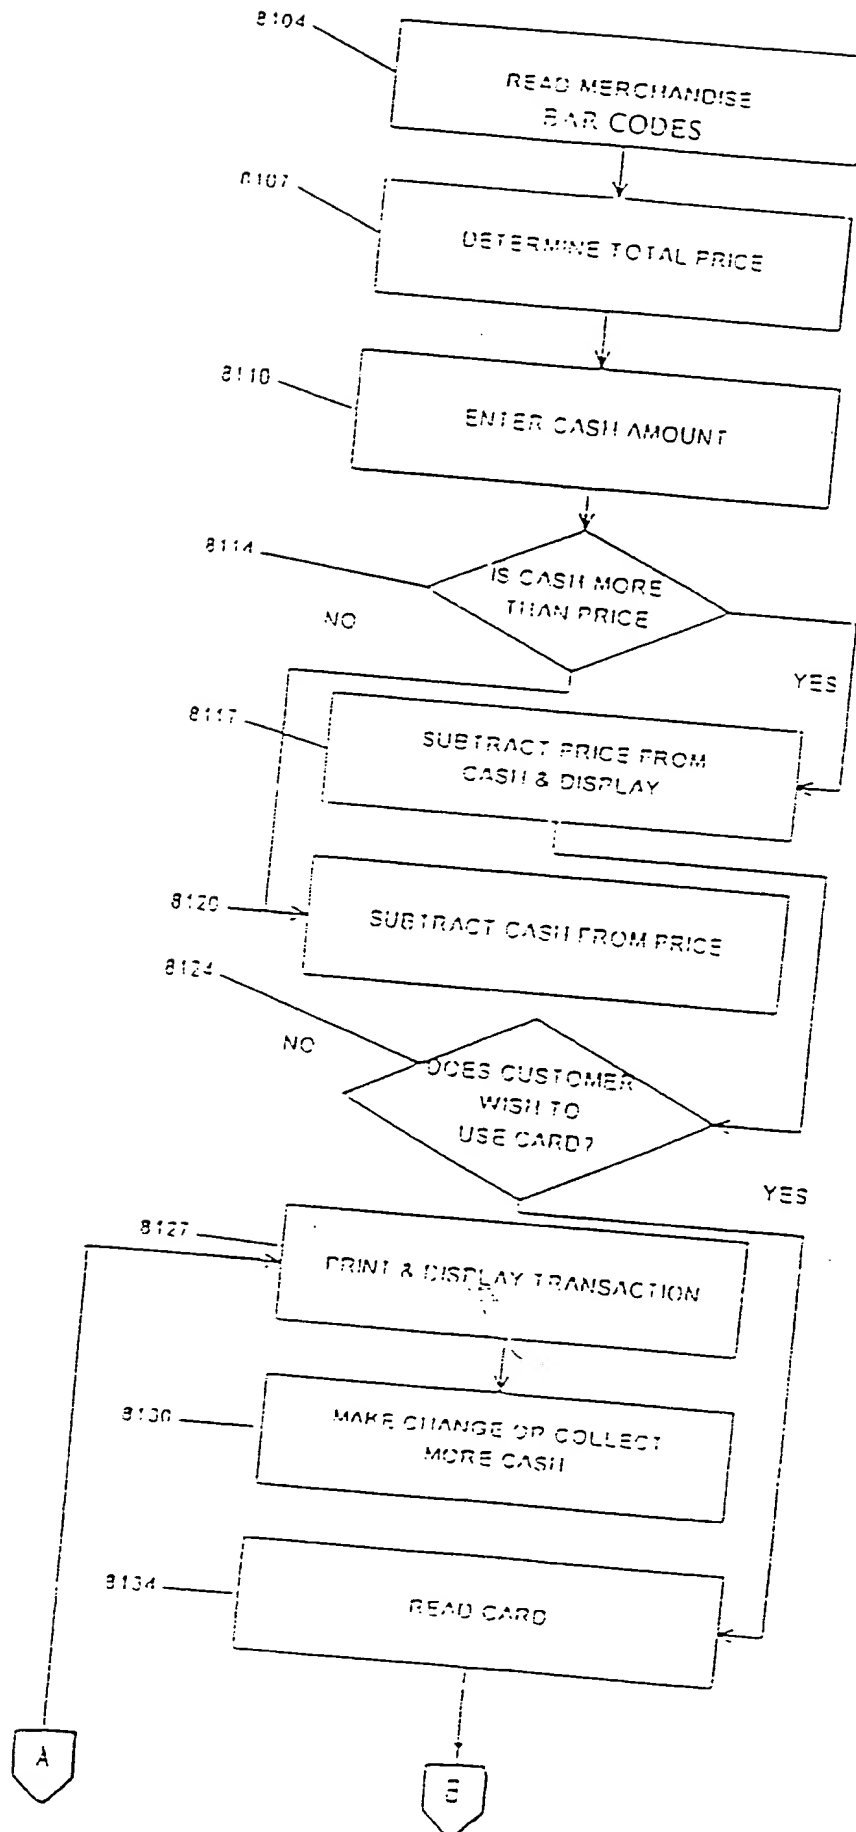 8104
READ MERCHANDISE
BAR CODES
8107
DETERMINE TOTAL PRICE
8110
ENTER CASH AMOUNT
8114
IS CASH MORE
THAN PRICE
NO
YES
8117
SUBTRACT PRICE FROM
CASH & DISPLAY
8120
SUBTRACT CASH FROM PRICE
8124
NO
DOES CUSTOMER
WISH TO
USE CARD?
YES
8127
PRINT & DISPLAY TRANSACTION
8130
MAKE CHANGE OR COLLECT
MORE CASH
8134
READ CARD
A
B